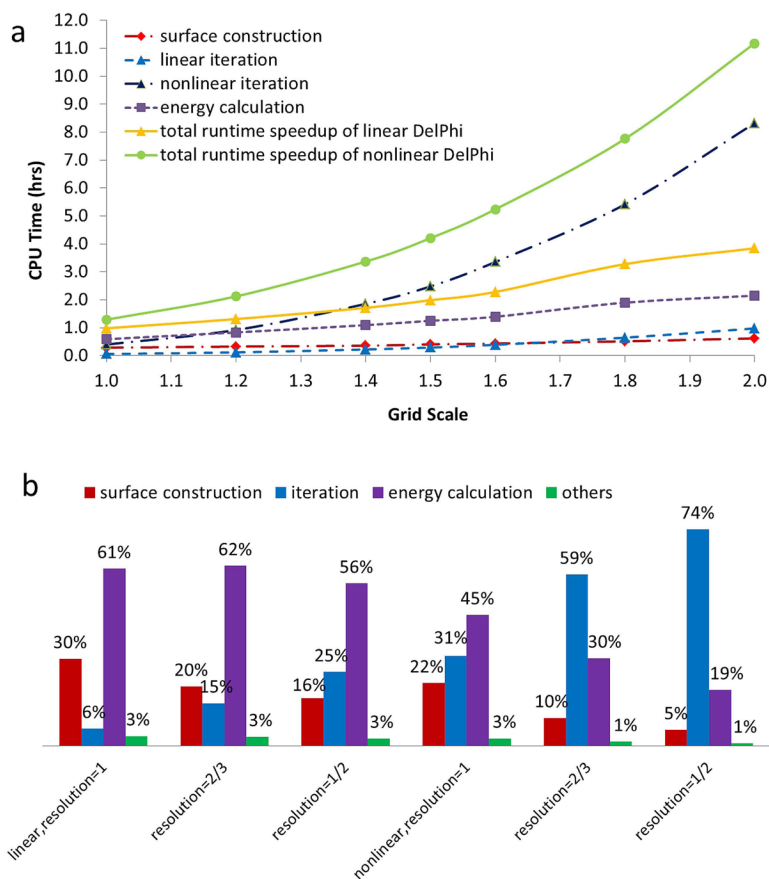 a
12.0
11.0
10.0
9.0
8.0
7.0
6.0
5.0
4.0
3.0
2.0
1.0
0.0
CPU Time (hrs)
surface construction
linear iteration
nonlinear iteration
energy calculation
total runtime speedup of linear DelPhi
total runtime speedup of nonlinear DelPhi
1.0 1.1 1.2 1.3 1.4 1.5 1.6 1.7 1.8 1.9 2.0
Grid Scale
b
surface construction iteration energy calculation others
30% 6% 61% 3%
20% 15% 62% 3%
16% 25% 56% 3%
22% 31% 45% 3%
10% 59% 30% 1%
5% 74% 19% 1%
linear,resolution=1
resolution=2/3
resolution=1/2
nonlinear,resolution=1
resolution=2/3
resolution=1/2